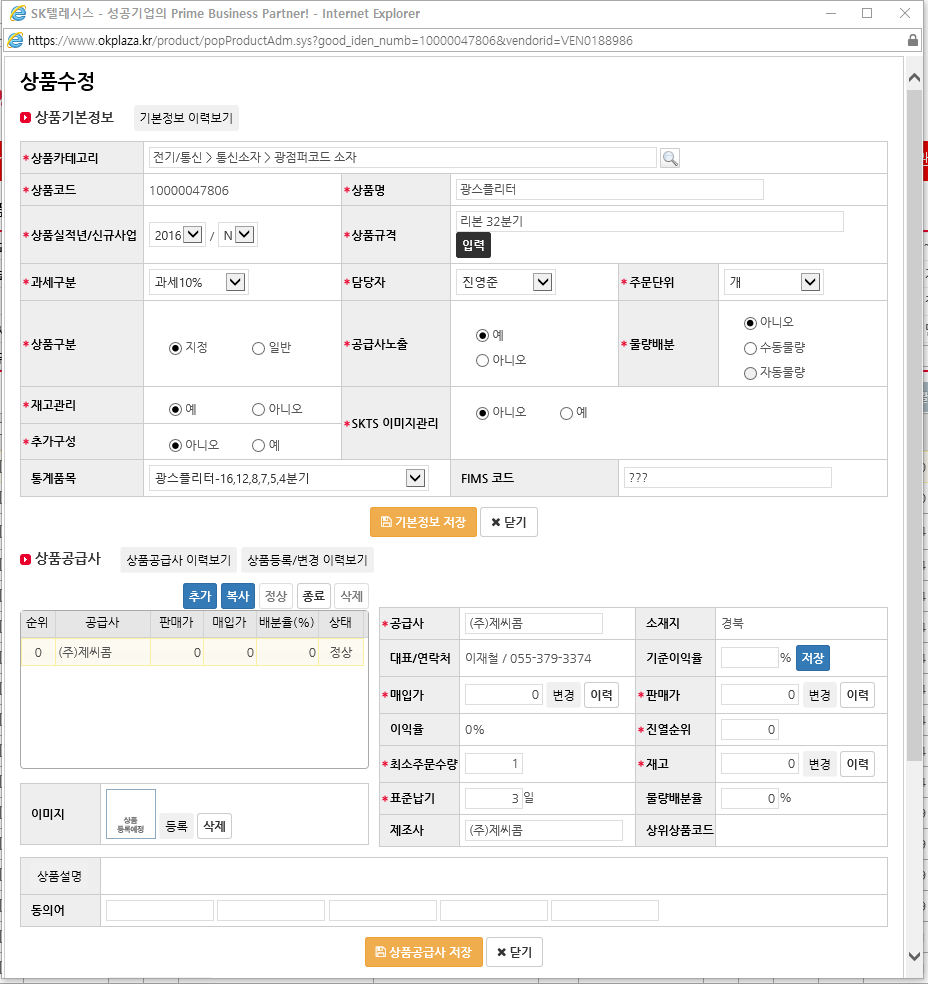 SK텔레시스 - 성공기업의 Prime Business Partner! - Internet Explorer
https://www.okplaza.kr/product/popProductAdm.sys?good_iden_numb=10000047806&vendorid=VEN0188986
상품수정
상품기본정보 기본정보 이력보기
*상품카테고리 전기/통신 > 통신소자 > 광점퍼코드 소자
*상품코드 10000047806 *상품명 광스플리터
*상품실적년/신규사업 2016 / N *상품규격 리본 32분기
입력
*과세구분 과세10% *담당자 진영준 *주문단위 개
*상품구분 지정 일반 *공급사노출 예 아니오 *물량배분 아니오 수동물량 자동물량
*재고관리 예 아니오 *SKTS 이미지관리 아니오 예
*추가구성 아니오 예
통계품목 광스플리터-16,12,8,7,5,4분기 FIMS 코드 ???
기본정보 저장 닫기
상품공급사 상품공급사 이력보기 상품등록/변경 이력보기
추가 복사 정상 종료 삭제
순위 공급사 판매가 매입가 배분율(%) 상태
0 (주)제씨콤 0 0 0 정상
*공급사 (주)제씨콤 소재지 경북
대표/연락처 이재철 / 055-379-3374 기준이익율 % 저장
*매입가 0 변경 이력 *판매가 0 변경 이력
이익율 0% *진열순위 0
*최소주문수량 1 *재고 0 변경 이력
*표준납기 3 일 물량배분율 0 %
제조사 (주)제씨콤 상위상품코드
이미지 상품 등록예정 등록 삭제
상품설명
동의어
상품공급사 저장 닫기